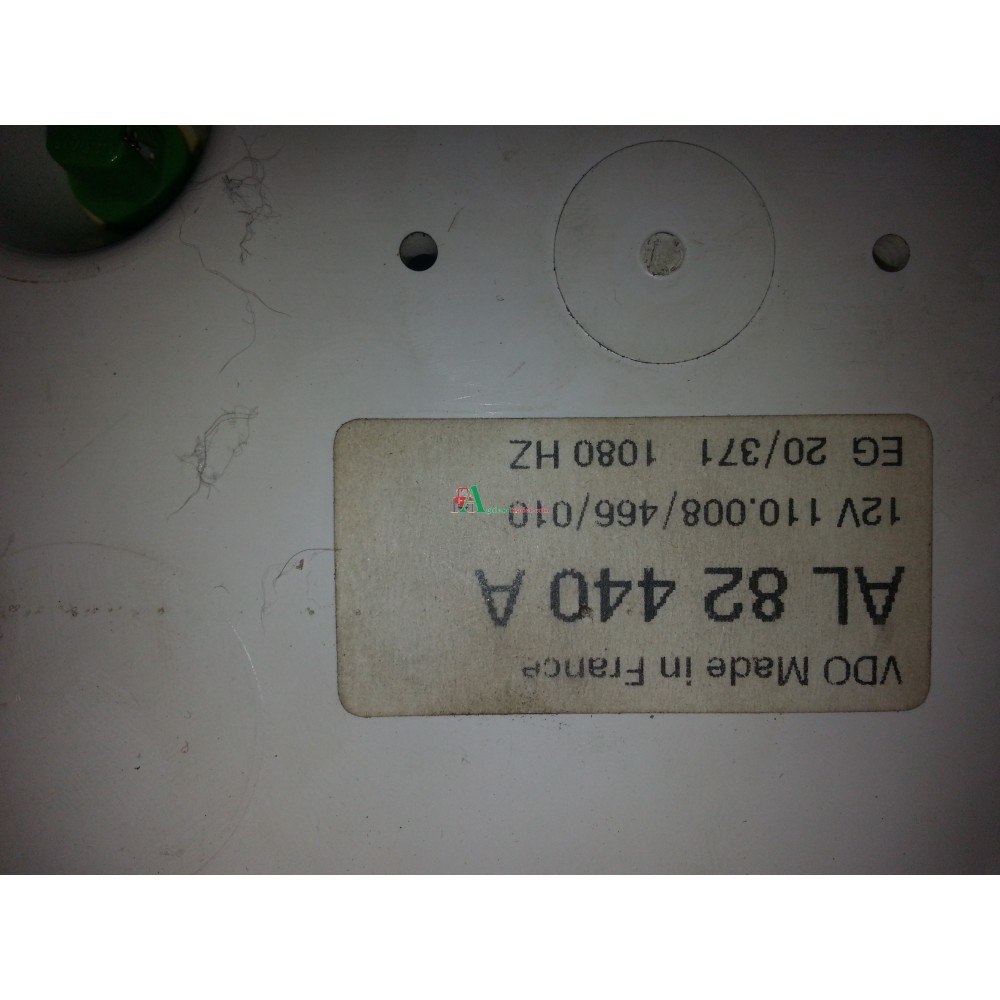 VDO Made in France
AL 82 440 A
12V 110.008/466/010
EG 20/371 1080 HZ